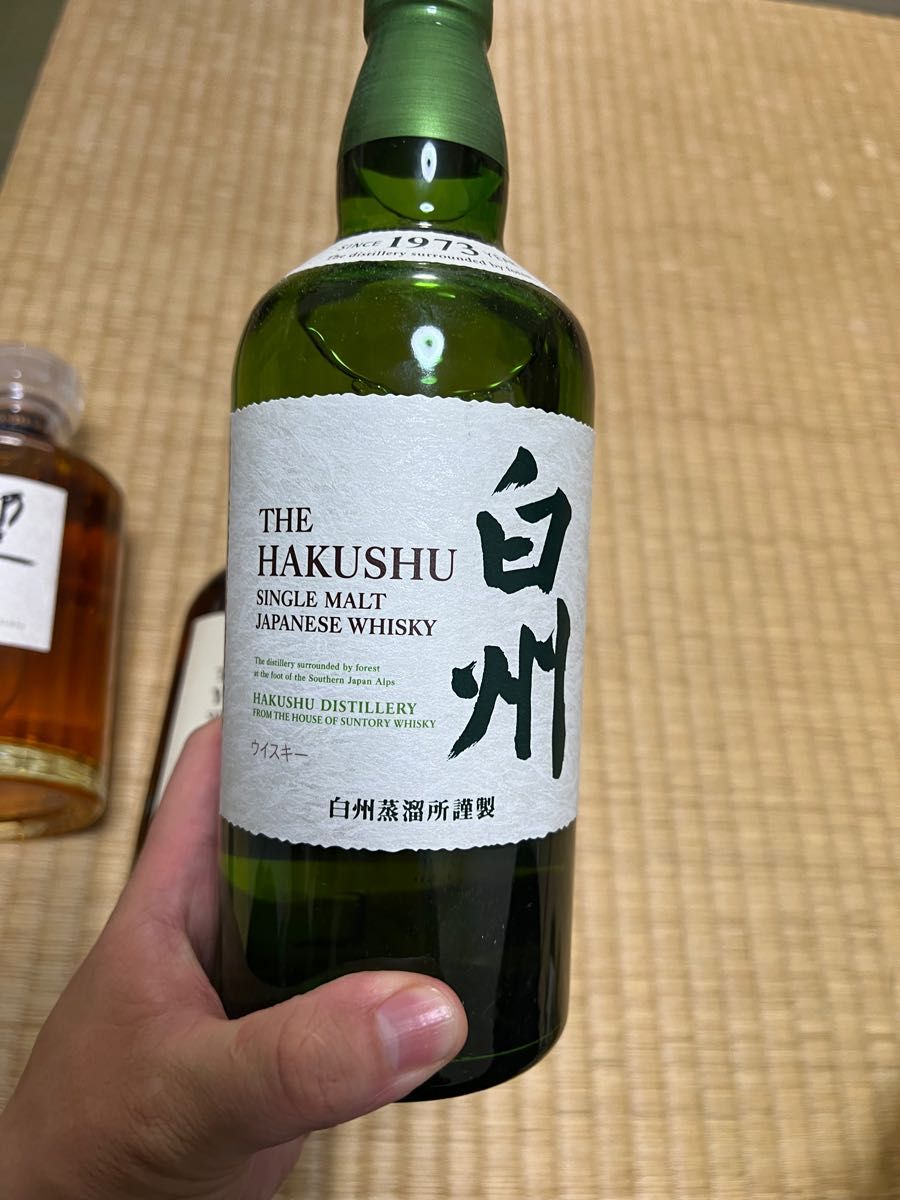 SINCE 1973
The distillery surrounded by
THE
HAKUSHU
SINGLE MALT
JAPANESE WHISKY
The distillery surrounded by forest
at the foot of the Southern Japan Alps
HAKUSHU DISTILLERY
FROM THE HOUSE OF SUNTORY WHISKY
ウイスキー
白州
白州蒸溜所謹製